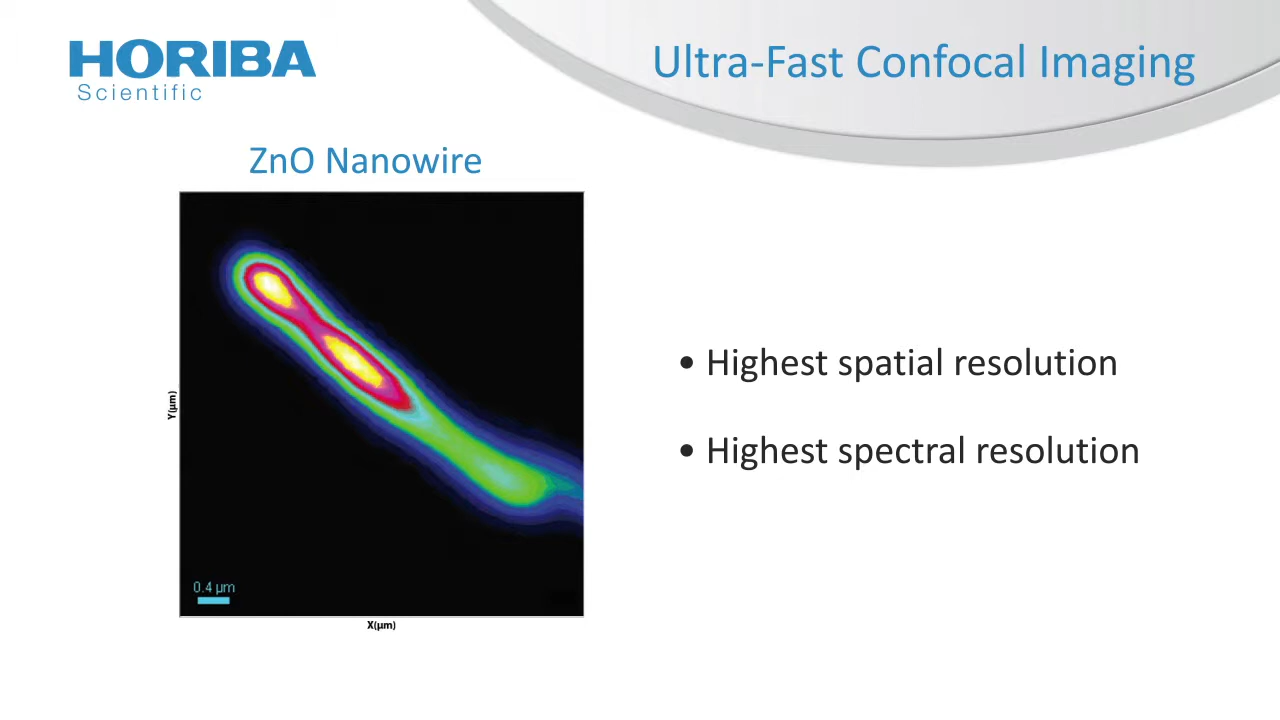 HORIBA
Scientific
Ultra-Fast Confocal Imaging
ZnO Nanowire
Y(µm)
0.4 µm
X(µm)
• Highest spatial resolution
• Highest spectral resolution